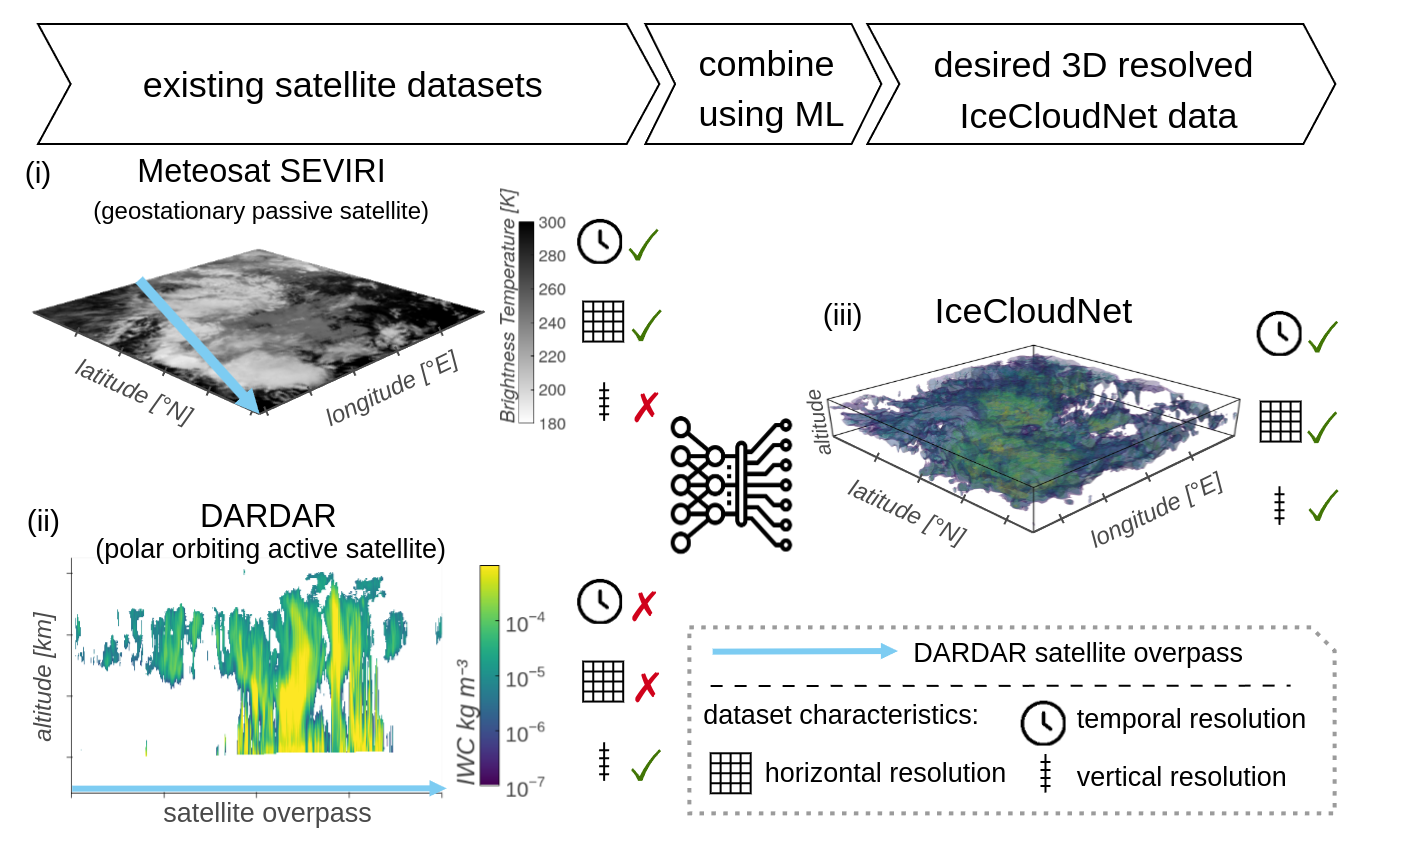 existing satellite datasets
combine
using ML
desired 3D resolved
IceCloudNet data
(i)
Meteosat SEVIRI
(geostationary passive satellite)
Brightness Temperature [K]
300
280
260
240
220
200
180
latitude [°N]
longitude [°E]
(ii)
DARDAR
(polar orbiting active satellite)
altitude [km]
satellite overpass
IWC kg m⁻³
10⁻⁴
10⁻⁵
10⁻⁶
10⁻⁷
(iii)
IceCloudNet
altitude
latitude [°N]
longitude [°E]
DARDAR satellite overpass
dataset characteristics:
temporal resolution
horizontal resolution
vertical resolution